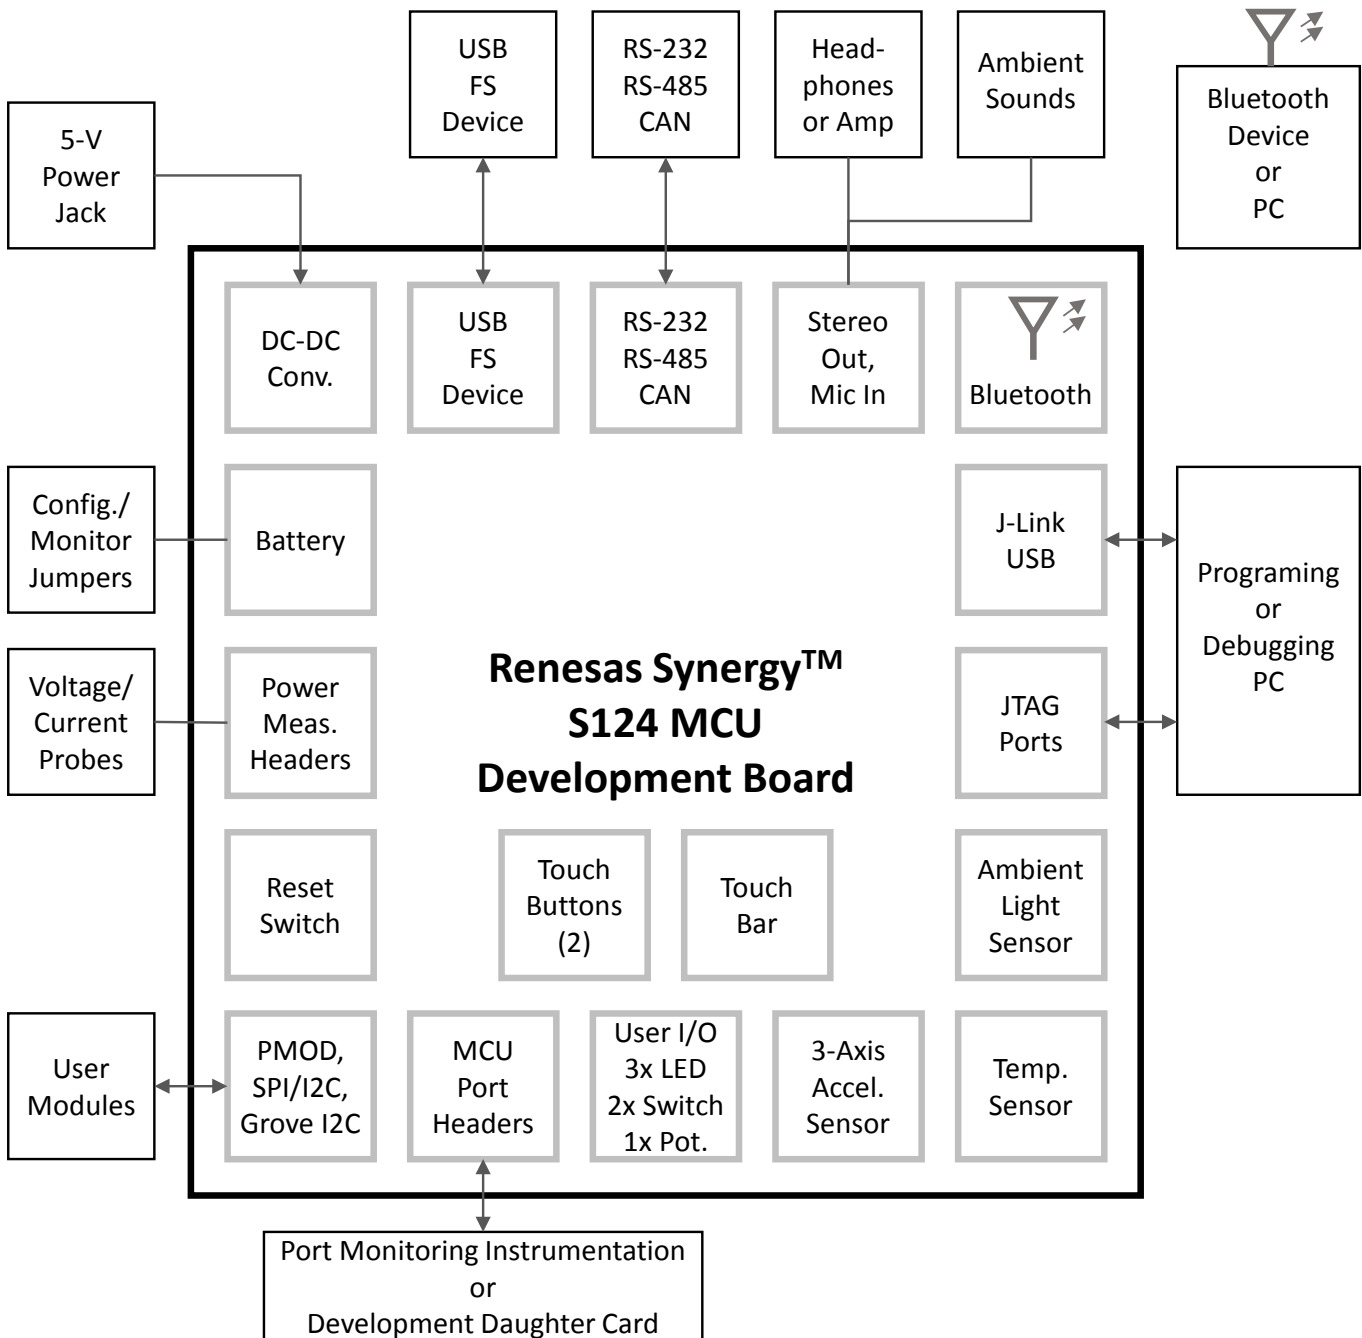 USB
FS
Device
RS-232
RS-485
CAN
Head-
phones
or Amp
Ambient
Sounds
Bluetooth
Device
or
PC
5-V
Power
Jack
DC-DC
Conv.
USB
FS
Device
RS-232
RS-485
CAN
Stereo
Out,
Mic In
Bluetooth
Config./
Monitor
Jumpers
Battery
J-Link
USB
Programing
or
Debugging
PC
Voltage/
Current
Probes
Power
Meas.
Headers
Renesas Synergy™
S124 MCU
Development Board
JTAG
Ports
Reset
Switch
Touch
Buttons
(2)
Touch
Bar
Ambient
Light
Sensor
User
Modules
PMOD,
SPI/I2C,
Grove I2C
MCU
Port
Headers
User I/O
3x LED
2x Switch
1x Pot.
3-Axis
Accel.
Sensor
Temp.
Sensor
Port Monitoring Instrumentation
or
Development Daughter Card